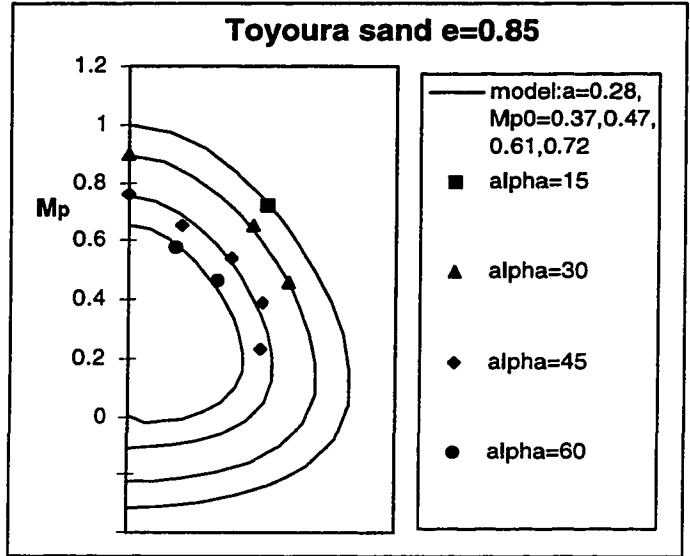 Toyoura sand e=0.85
1.2
1
0.8
Mp
0.6
0.4
0.2
0
model:a=0.28,
Mp0=0.37,0.47,
0.61,0.72
alpha=15
alpha=30
alpha=45
alpha=60